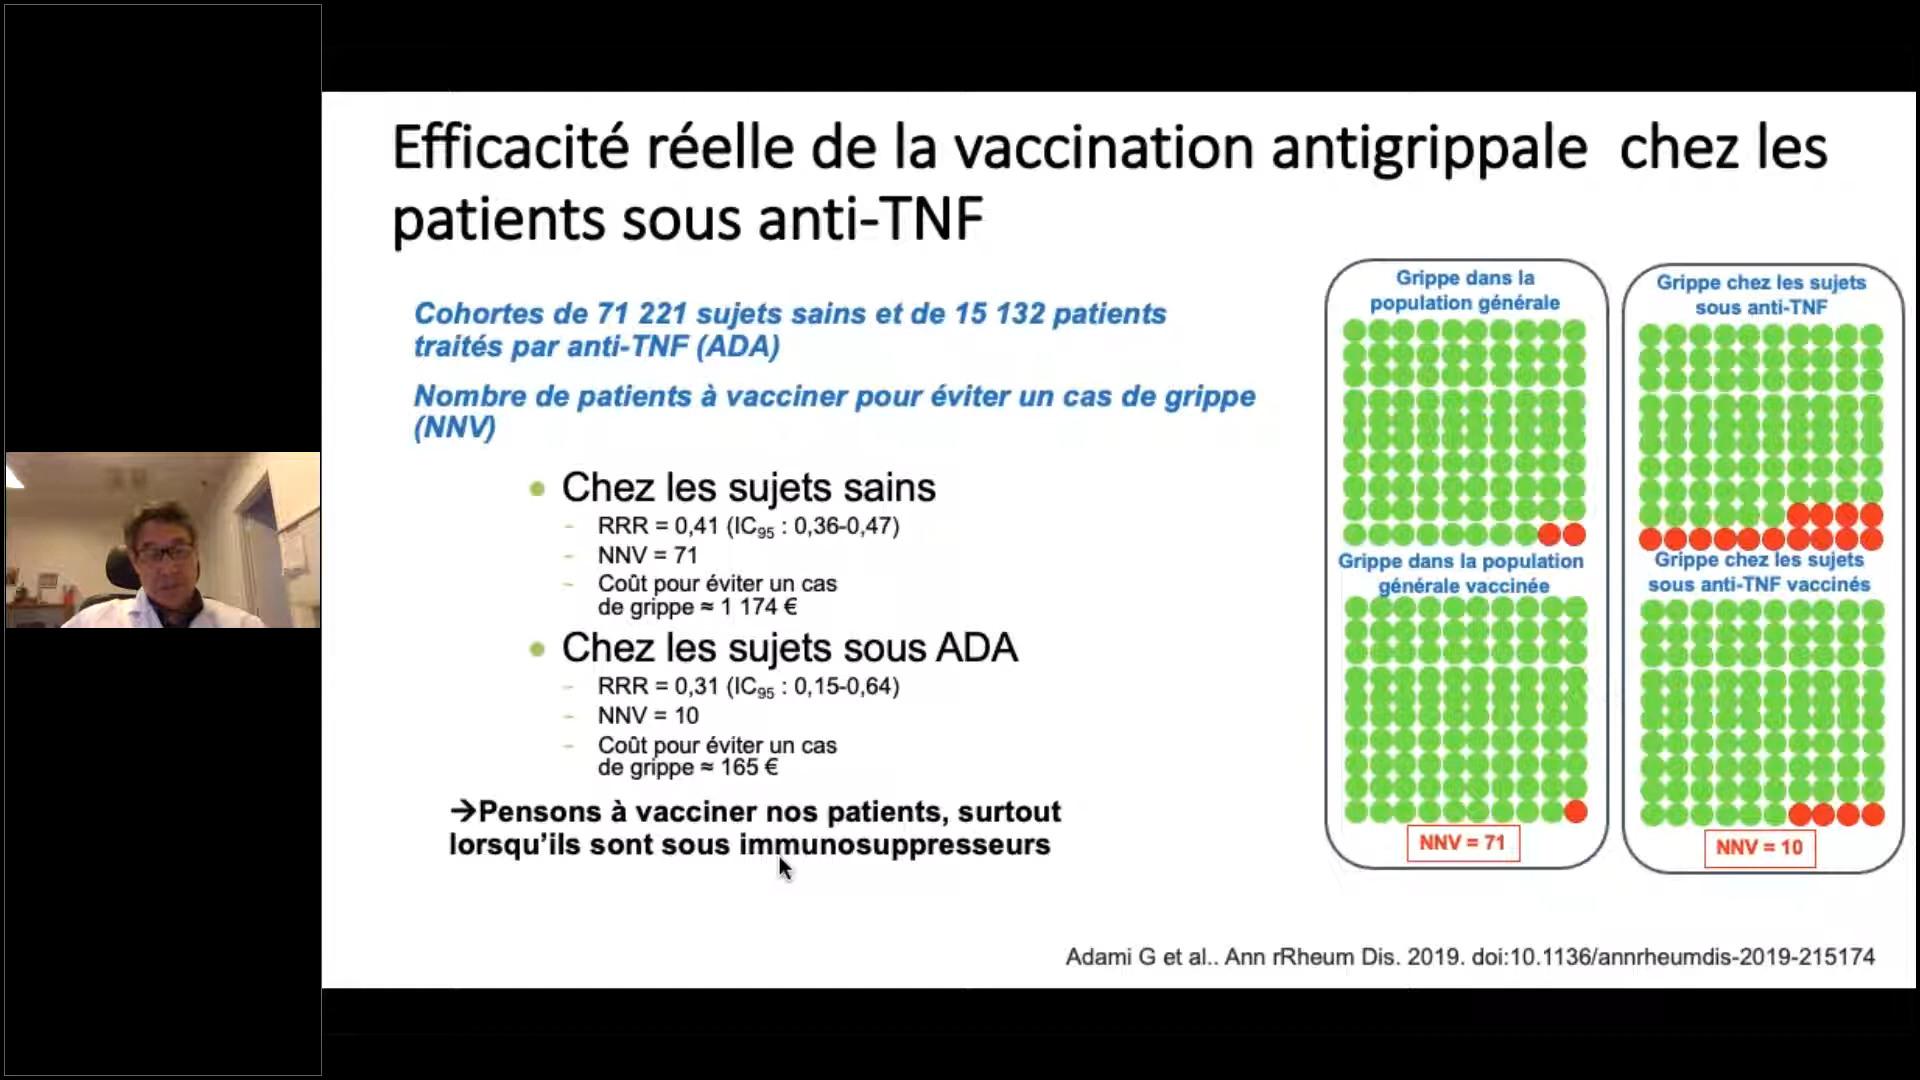 Efficacité réelle de la vaccination antigrippale chez les
patients sous anti-TNF
Cohortes de 71 221 sujets sains et de 15 132 patients
traités par anti-TNF (ADA)
Nombre de patients à vacciner pour éviter un cas de grippe
(NNV)
• Chez les sujets sains
- RRR = 0,41 (IC95 : 0,36-0,47)
- NNV = 71
- Coût pour éviter un cas
de grippe ≈ 1 174 €
• Chez les sujets sous ADA
- RRR = 0,31 (IC95 : 0,15-0,64)
- NNV = 10
- Coût pour éviter un cas
de grippe ≈ 165 €
→Pensons à vacciner nos patients, surtout
lorsqu'ils sont sous immunosuppresseurs
Grippe dans la
population générale
Grippe dans la population
générale vaccinée
NNV = 71
Grippe chez les sujets
sous anti-TNF
Grippe chez les sujets
sous anti-TNF vaccinés
NNV = 10
Adami G et al.. Ann rRheum Dis. 2019. doi:10.1136/annrheumdis-2019-215174